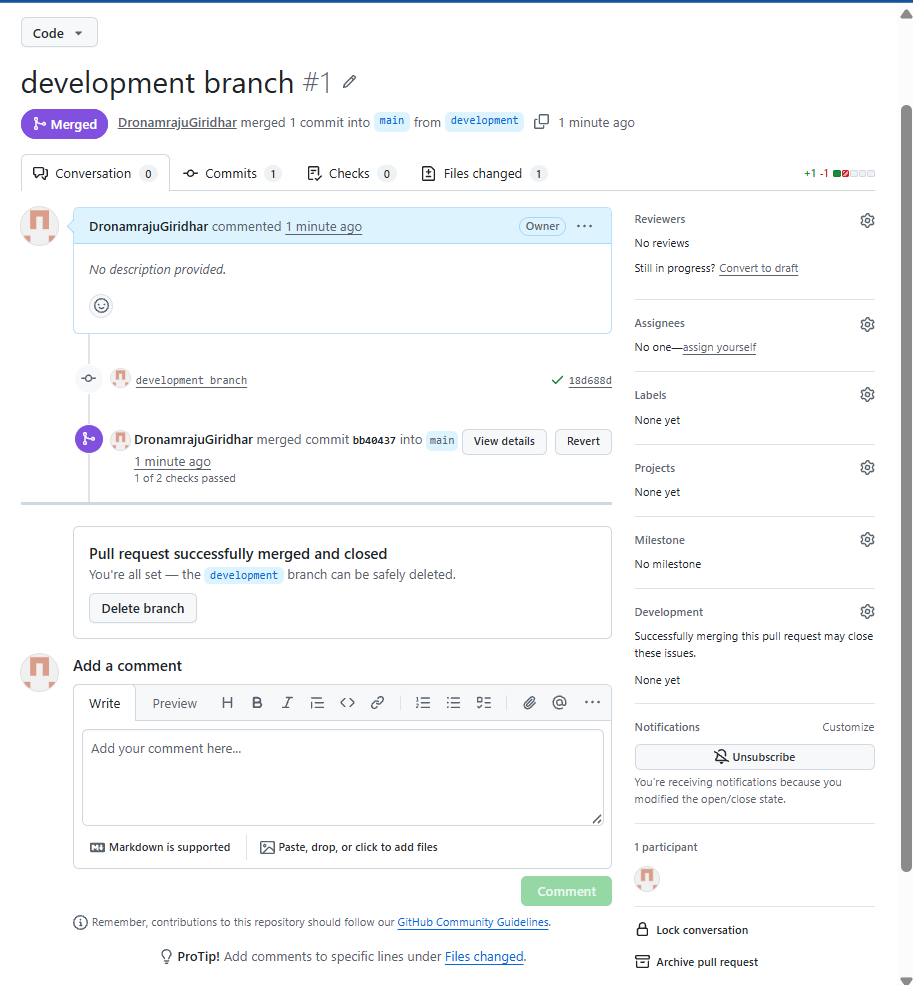 Code
development branch #1
Merged DronamrajuGiridhar merged 1 commit into main from development 1 minute ago
Conversation 0 Commits 1 Checks 0 Files changed 1 +1 -1
DronamrajuGiridhar commented 1 minute ago Owner ...
No description provided.
development branch 18d688d
DronamrajuGiridhar merged commit bb40437 into main View details Revert
1 minute ago
1 of 2 checks passed
Pull request successfully merged and closed
You're all set — the development branch can be safely deleted.
Delete branch
Add a comment
Write Preview H B I @ ...
Add your comment here...
Markdown is supported Paste, drop, or click to add files
Comment
Remember, contributions to this repository should follow our GitHub Community Guidelines.
ProTip! Add comments to specific lines under Files changed.
Reviewers
No reviews
Still in progress? Convert to draft
Assignees
No one—assign yourself
Labels
None yet
Projects
None yet
Milestone
No milestone
Development
Successfully merging this pull request may close
these issues.
None yet
Notifications Customize
Unsubscribe
You're receiving notifications because you
modified the open/close state.
1 participant
Lock conversation
Archive pull request